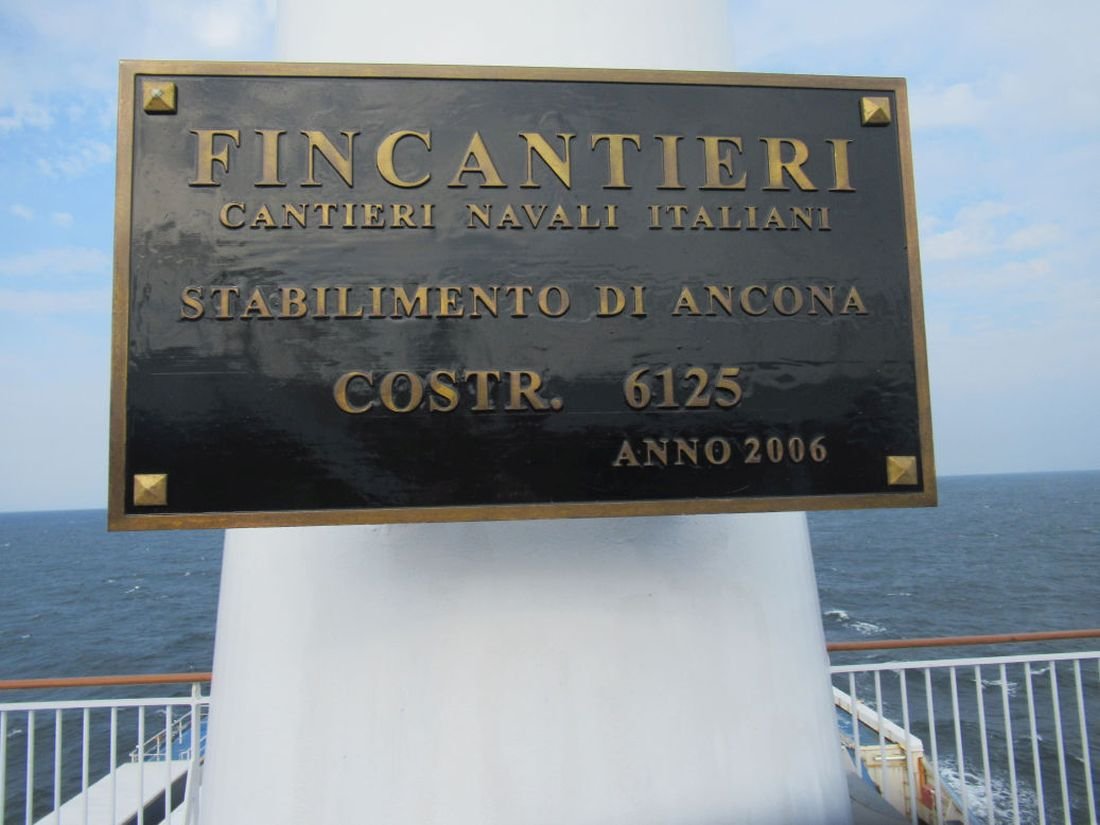 FINCANTIERI
CANTIERI NAVALI ITALIANI
STABILIMENTO DI ANCONA
COSTR. 6125
ANNO 2006